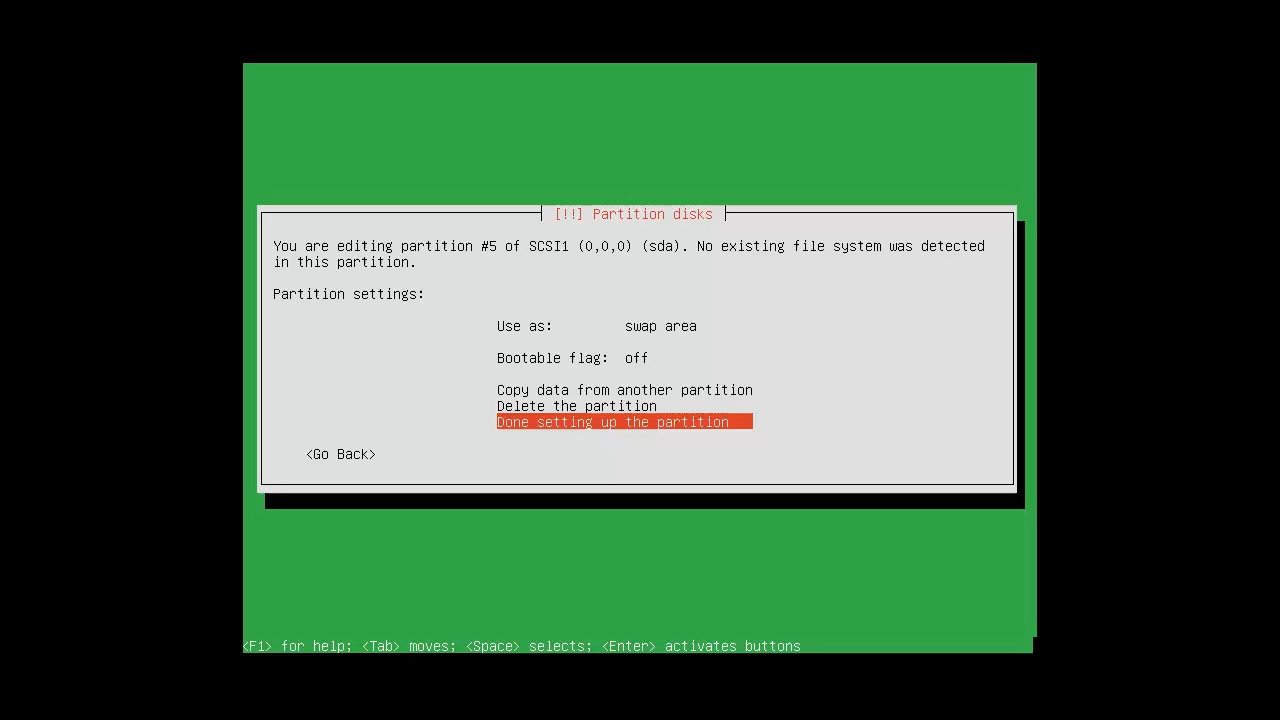 [!!] Partition disks
You are editing partition #5 of SCSI1 (0,0,0) (sda). No existing file system was detected
in this partition.
Partition settings:
Use as: swap area
Bootable flag: off
Copy data from another partition
Delete the partition
Done setting up the partition
<Go Back>
<F1> for help; <Tab> moves; <Space> selects; <Enter> activates buttons